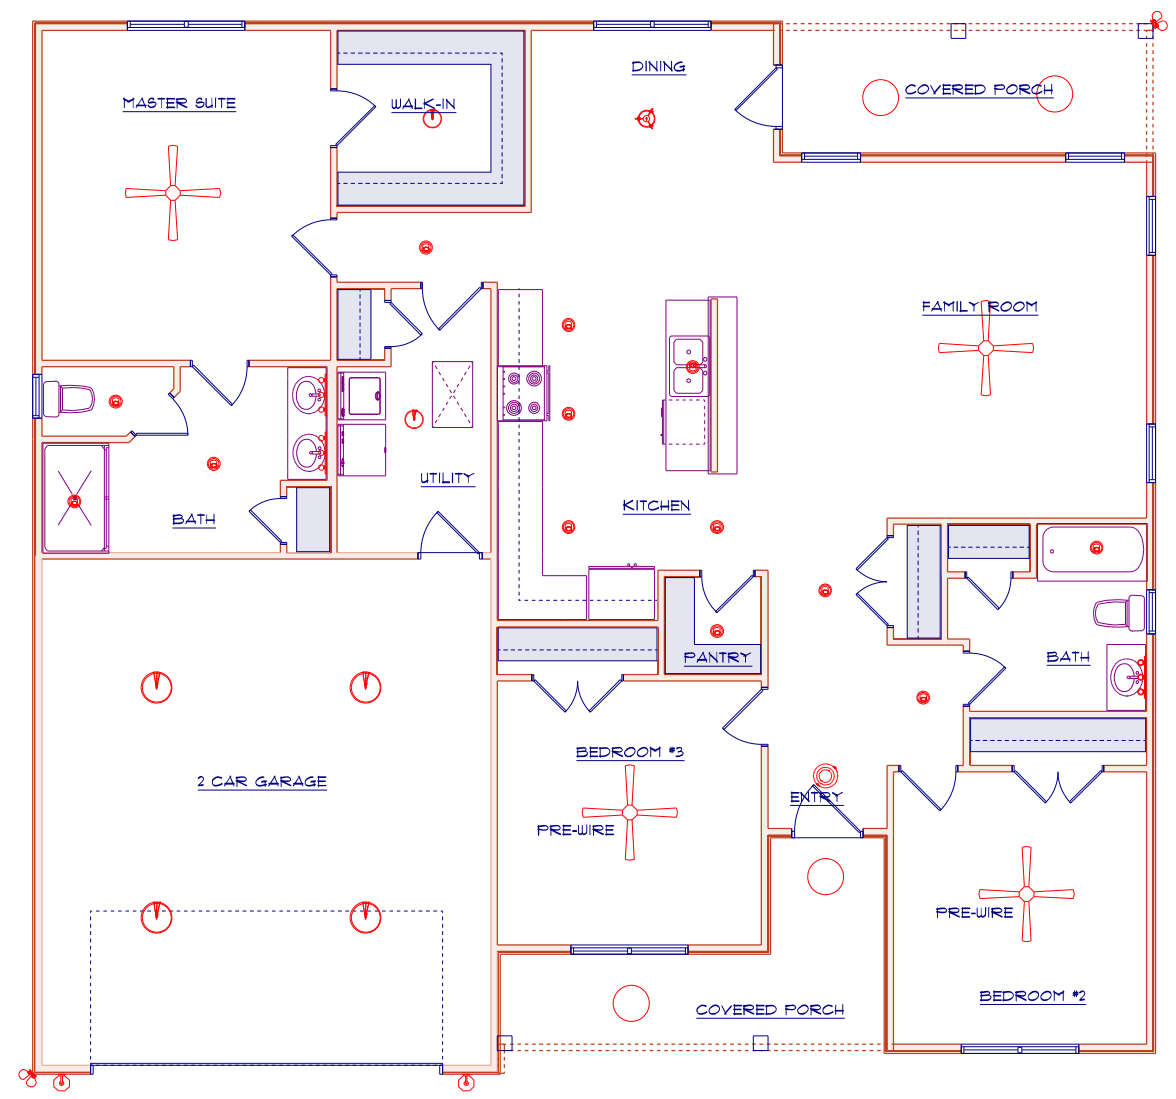 DINING
COVERED PORCH
MASTER SUITE
WALK-IN
FAMILY ROOM
UTILITY
KITCHEN
BATH
PANTRY
BATH
BEDROOM #3
2 CAR GARAGE
ENTRY
PRE-WIRE
PRE-WIRE
BEDROOM #2
COVERED PORCH